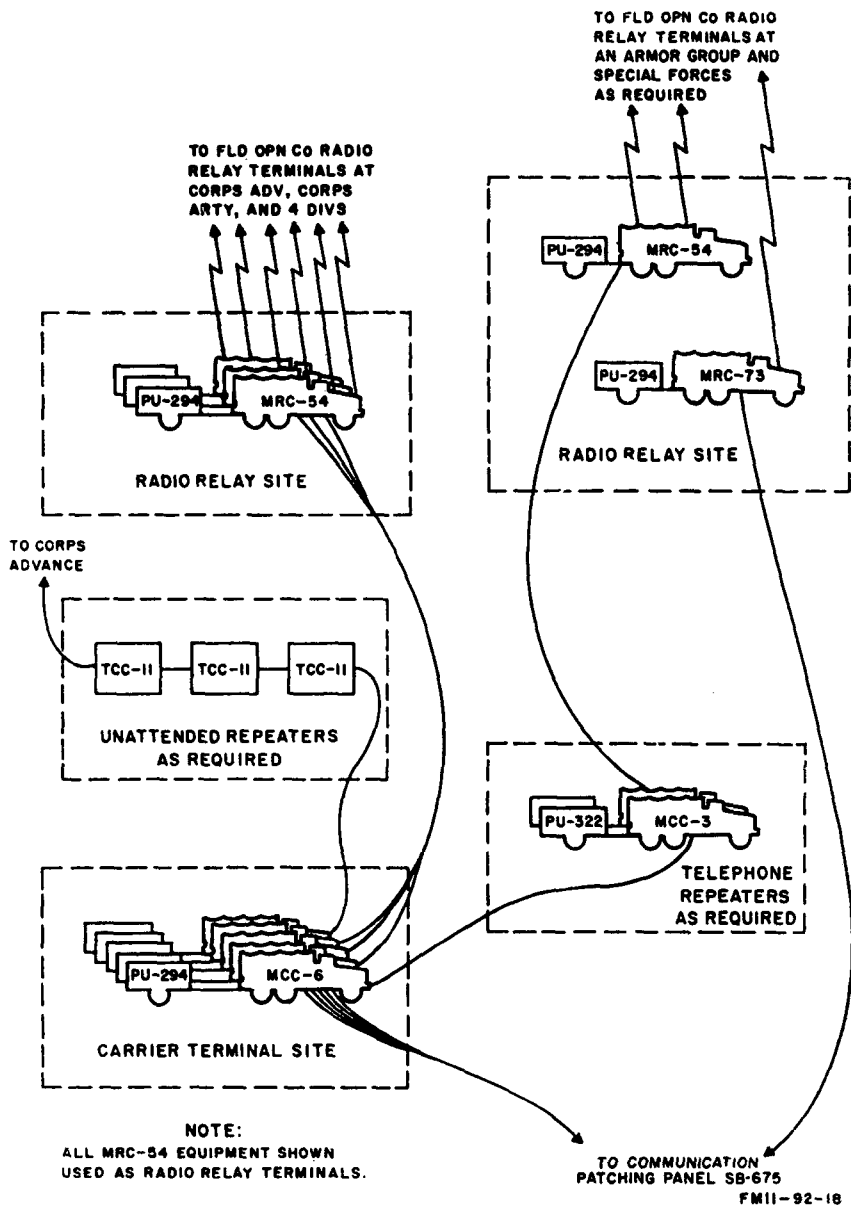 TO FLD OPN CO RADIO
RELAY TERMINALS AT
AN ARMOR GROUP AND
SPECIAL FORCES
AS REQUIRED
TO FLD OPN CO RADIO
RELAY TERMINALS AT
CORPS ADV, CORPS
ARTY, AND 4 DIVS
PU-294
MRC-54
PU-294
MRC-73
RADIO RELAY SITE
PU-294
MRC-54
RADIO RELAY SITE
TO CORPS
ADVANCE
TCC-11
TCC-11
TCC-11
UNATTENDED REPEATERS
AS REQUIRED
PU-322
MCC-3
TELEPHONE
REPEATERS
AS REQUIRED
PU-294
MCC-6
CARRIER TERMINAL SITE
NOTE:
ALL MRC-54 EQUIPMENT SHOWN
USED AS RADIO RELAY TERMINALS.
TO COMMUNICATION
PATCHING PANEL SB-675
FM11-92-18